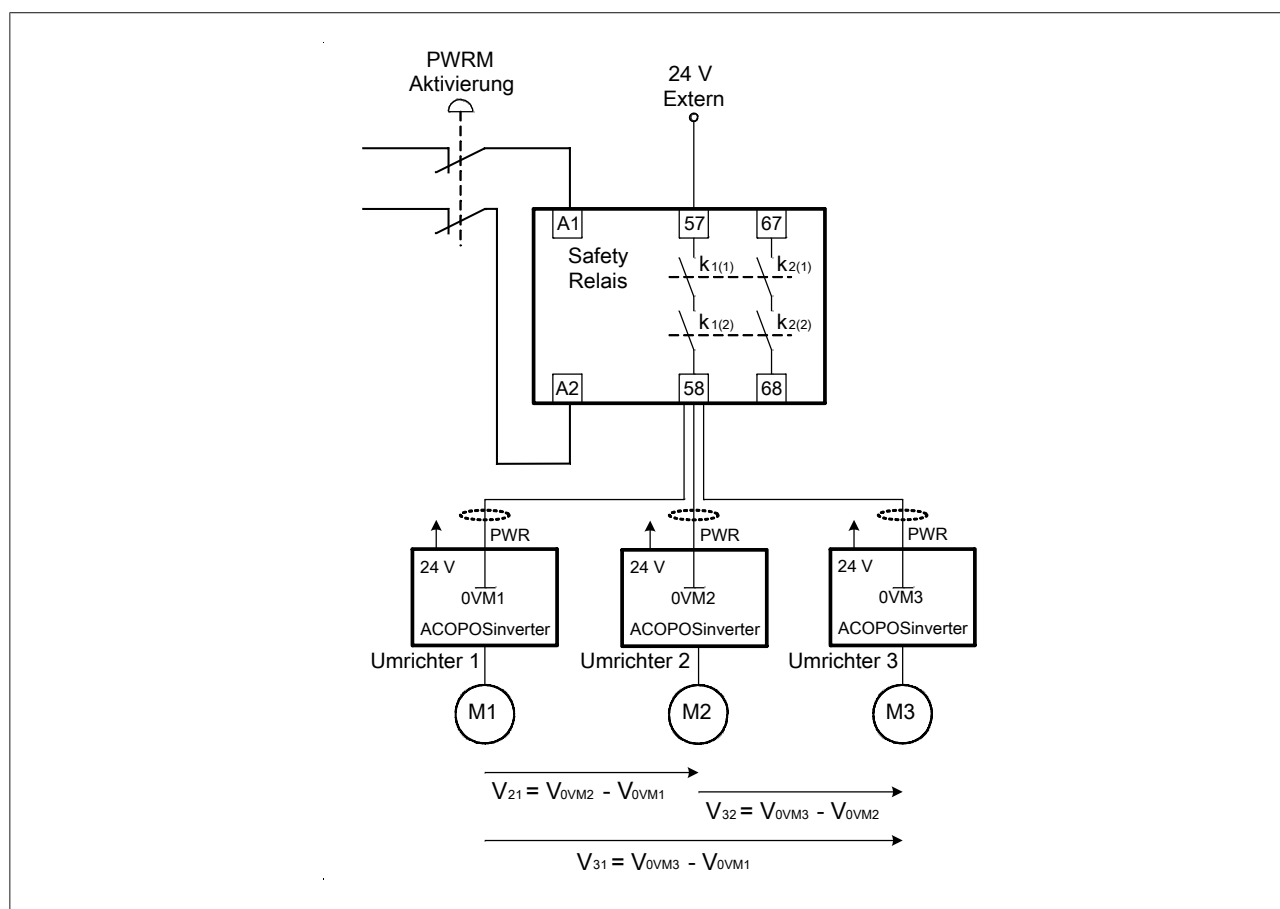 PWRM
Aktivierung
24 V
Extern
A1
57
67
Safety
Relais
k1(1)
k2(1)
k1(2)
k2(2)
A2
58
68
PWR
PWR
PWR
24 V
24 V
24 V
0VM1
0VM2
0VM3
ACOPOSinverter
ACOPOSinverter
ACOPOSinverter
Umrichter 1
Umrichter 2
Umrichter 3
M1
M2
M3
V21 = V0VM2 - V0VM1
V32 = V0VM3 - V0VM2
V31 = V0VM3 - V0VM1